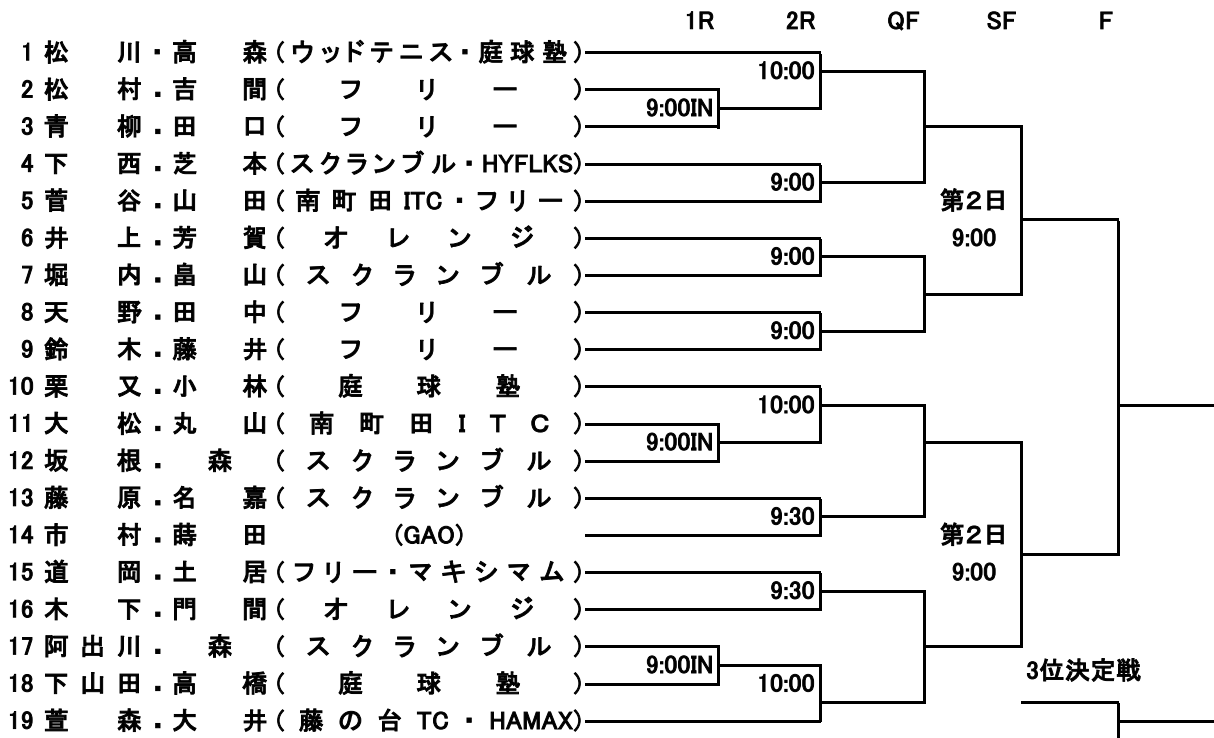 1R 2R QF SF F
1 松川・高森(ウッドテニス・庭球塾)
10:00
2 松村・吉間(フリー)
9:00IN
3 青柳・田口(フリー)
4 下西・芝本(スクランブル・HYFLKS)
9:00
5 菅谷・山田(南町田ITC・フリー)
第2日
9:00
6 井上・芳賀(オレンジ)
9:00
7 堀内・畠山(スクランブル)
8 天野・田中(フリー)
9:00
9 鈴木・藤井(フリー)
10 栗又・小林(庭球塾)
10:00
11 大松・丸山(南町田ITC)
9:00IN
12 坂根・森(スクランブル)
13 藤原・名嘉(スクランブル)
9:30
14 市村・蒔田(GAO)
第2日
9:00
15 道岡・土居(フリー・マキシマム)
9:30
16 木下・門間(オレンジ)
17 阿出川・森(スクランブル)
9:00IN
18 下山田・高橋(庭球塾)
10:00
19 萱森・大井(藤の台TC・HAMAX)
3位決定戦